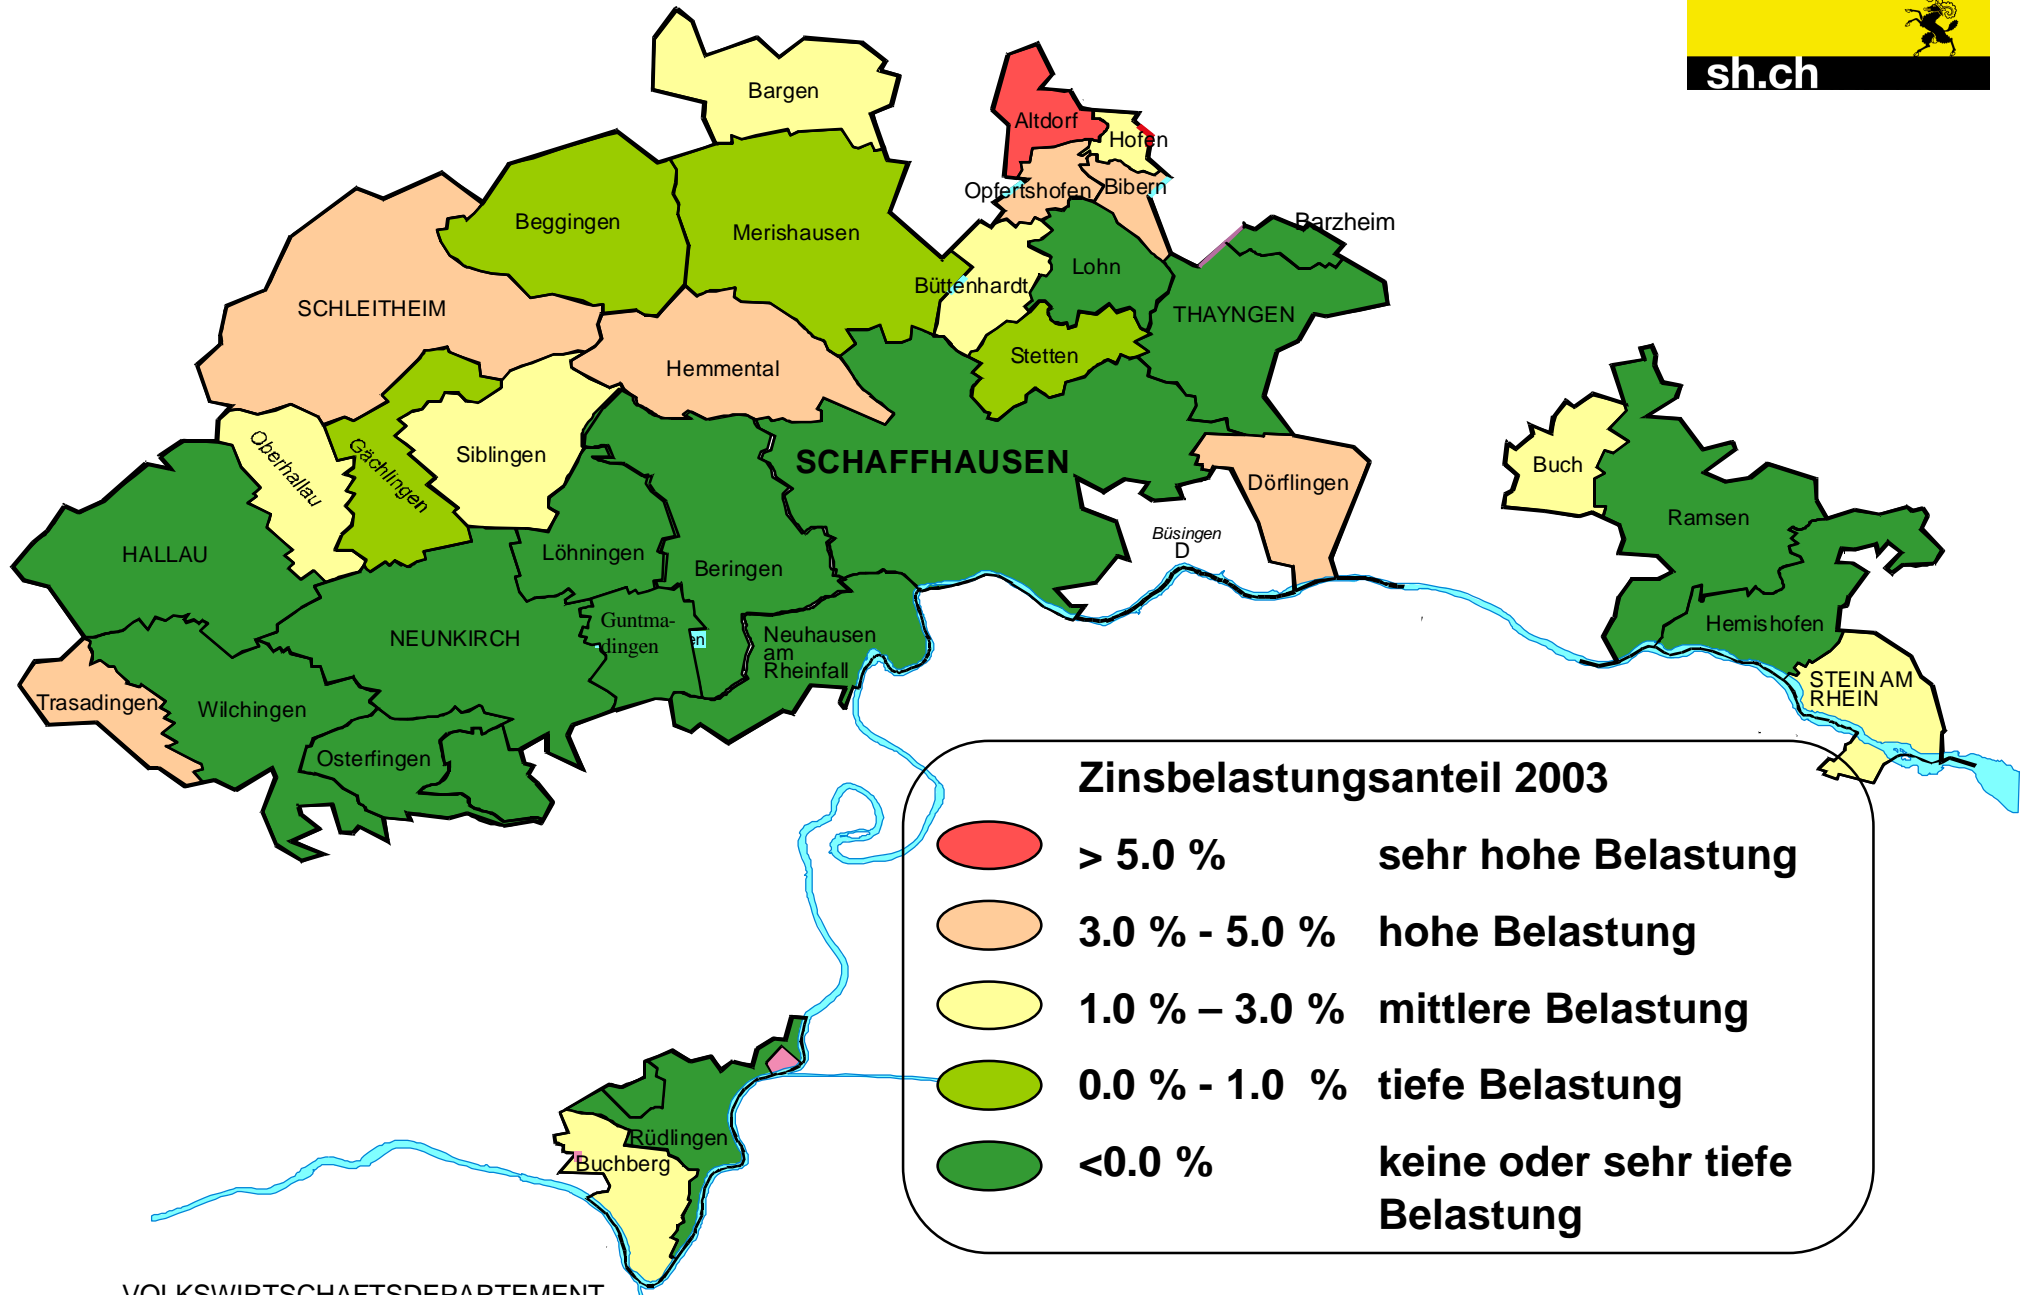 sh.ch
Bargen
Altdorf
Hofen
Opfertshofen
Bibern
Beggingen
Merishausen
Barzheim
Lohn
Büttenhardt
SCHLEITHEIM
THAYNGEN
Stetten
Hemmental
Oberhallau
Gächlingen
Siblingen
SCHAFFHAUSEN
Dörflingen
Buch
Ramsen
Büsingen
D
HALLAU
Löhningen
Beringen
NEUNKIRCH
Guntma-
dingen
en
Neuhausen
am
Rheinfall
Hemishofen
STEIN AM
RHEIN
Trasadingen
Wilchingen
Osterfingen
Zinsbelastungsanteil 2003
> 5.0 % sehr hohe Belastung
3.0 % - 5.0 % hohe Belastung
1.0 % – 3.0 % mittlere Belastung
0.0 % - 1.0 % tiefe Belastung
<0.0 % keine oder sehr tiefe
Belastung
Rüdlingen
Buchberg
VOLKSWIRTSCHAFTSDEPARTEMENT